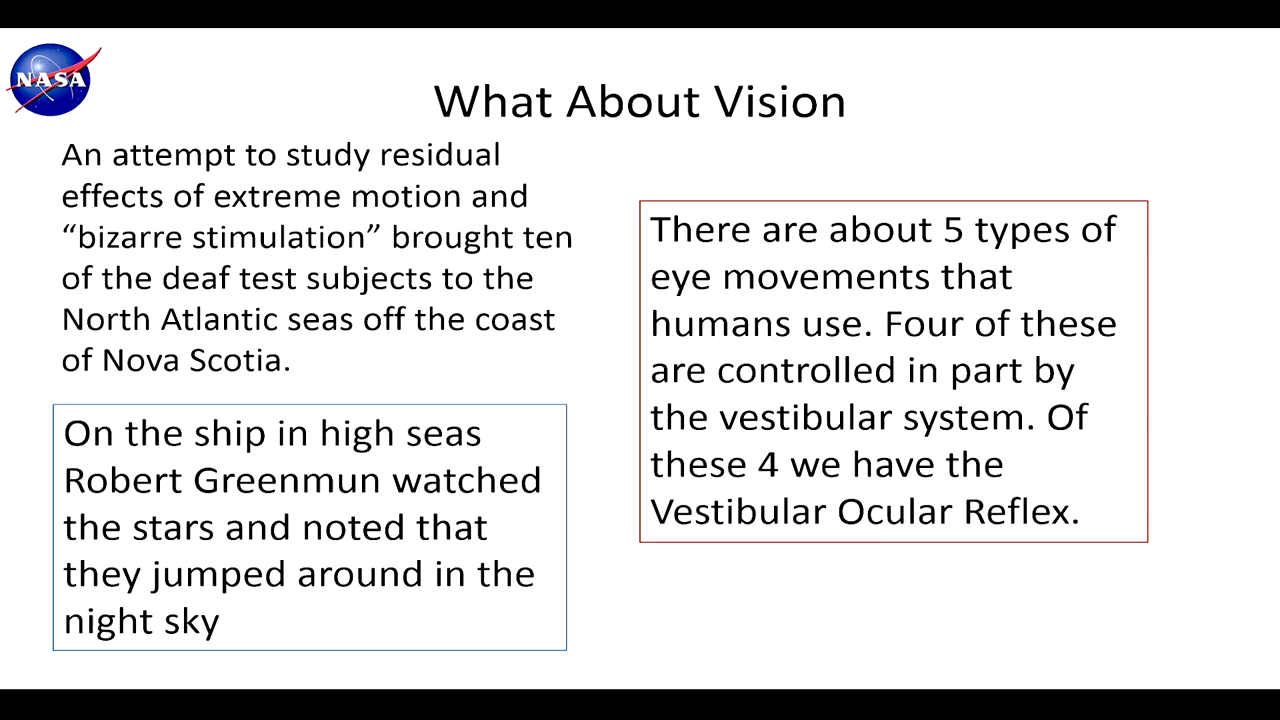 NASA
What About Vision
An attempt to study residual
effects of extreme motion and
“bizarre stimulation” brought ten
of the deaf test subjects to the
North Atlantic seas off the coast
of Nova Scotia.
On the ship in high seas
Robert Greenmun watched
the stars and noted that
they jumped around in the
night sky
There are about 5 types of
eye movements that
humans use. Four of these
are controlled in part by
the vestibular system. Of
these 4 we have the
Vestibular Ocular Reflex.